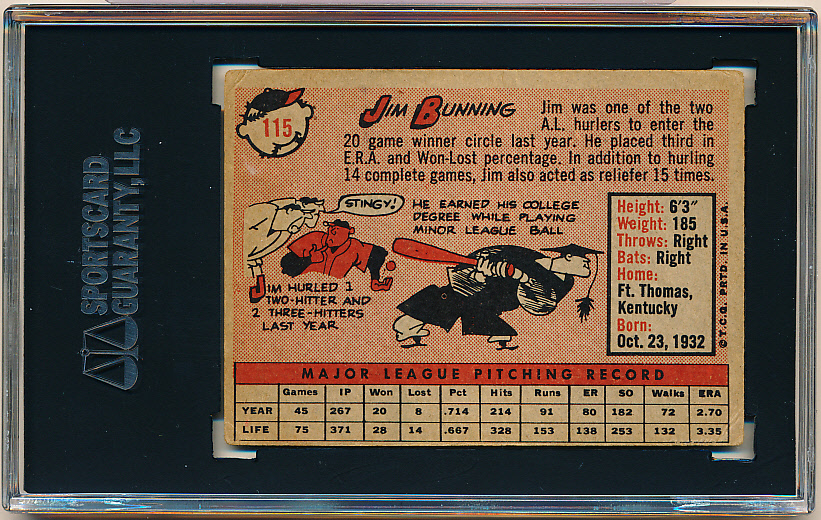 SPORTSCARD
GUARANTY, LLC
115
JIM BUNNING
Jim was one of the two
A.L. hurlers to enter the
20 game winner circle last year. He placed third in
E.R.A. and Won-Lost percentage. In addition to hurling
14 complete games, Jim also acted as reliefer 15 times.
STINGY!
HE EARNED HIS COLLEGE
DEGREE WHILE PLAYING
MINOR LEAGUE BALL
JIM HURLED 1
TWO-HITTER AND
2 THREE-HITTERS
LAST YEAR
Height: 6'3"
Weight: 185
Throws: Right
Bats: Right
Home:
Ft. Thomas,
Kentucky
Born:
Oct. 23, 1932
© T.C.G. PRTD. IN U.S.A.
MAJOR LEAGUE PITCHING RECORD
Games IP Won Lost Pct Hits Runs ER SO Walks ERA
YEAR 45 267 20 8 .714 214 91 80 182 72 2.70
LIFE 75 371 28 14 .667 328 153 138 253 132 3.35